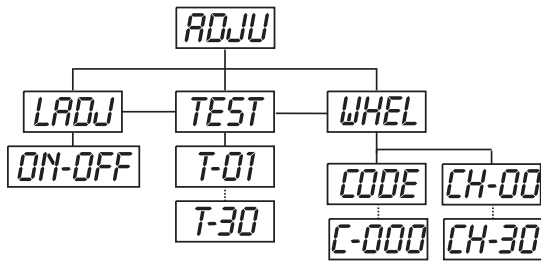 ADJU
LADJ TEST WHEL
ON-OFF T-01
CODE CH-00
T-30
C-000 CH-30